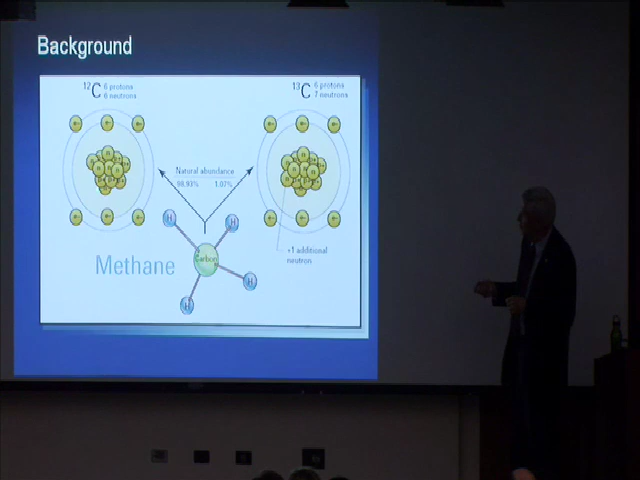 Background
12C 6 protons
6 neutrons
13C 6 protons
7 neutrons
Natural abundance
98.93% 1.07%
+1 additional
neutron
Methane
Carbon
H
H
H
H